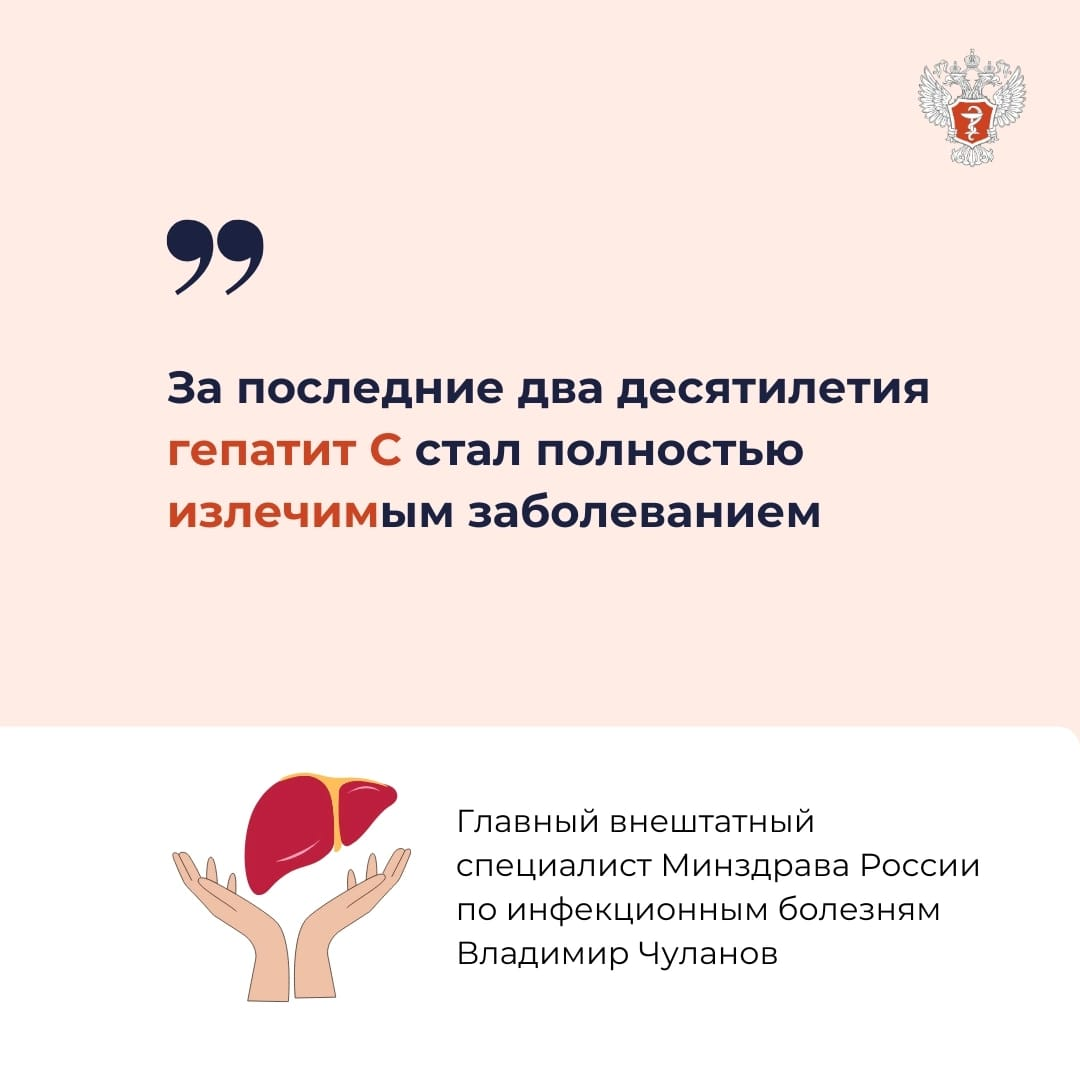 ”
За последние два десятилетия
гепатит С стал полностью
излечимым заболеванием
Главный внештатный
специалист Минздрава России
по инфекционным болезням
Владимир Чуланов